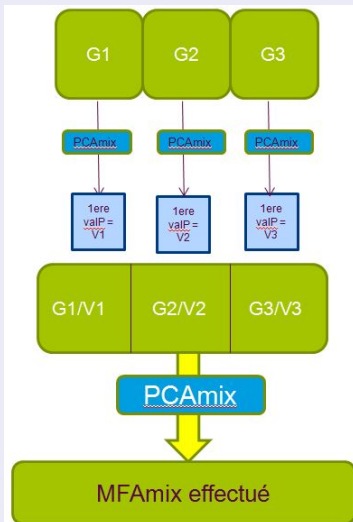 G1 G2 G3
PCAmix PCAmix PCAmix
1ere 1ere 1ere
valP = valP = valP =
V1 V2 V3
G1/V1 G2/V2 G3/V3
PCAmix
MFAmix effectué